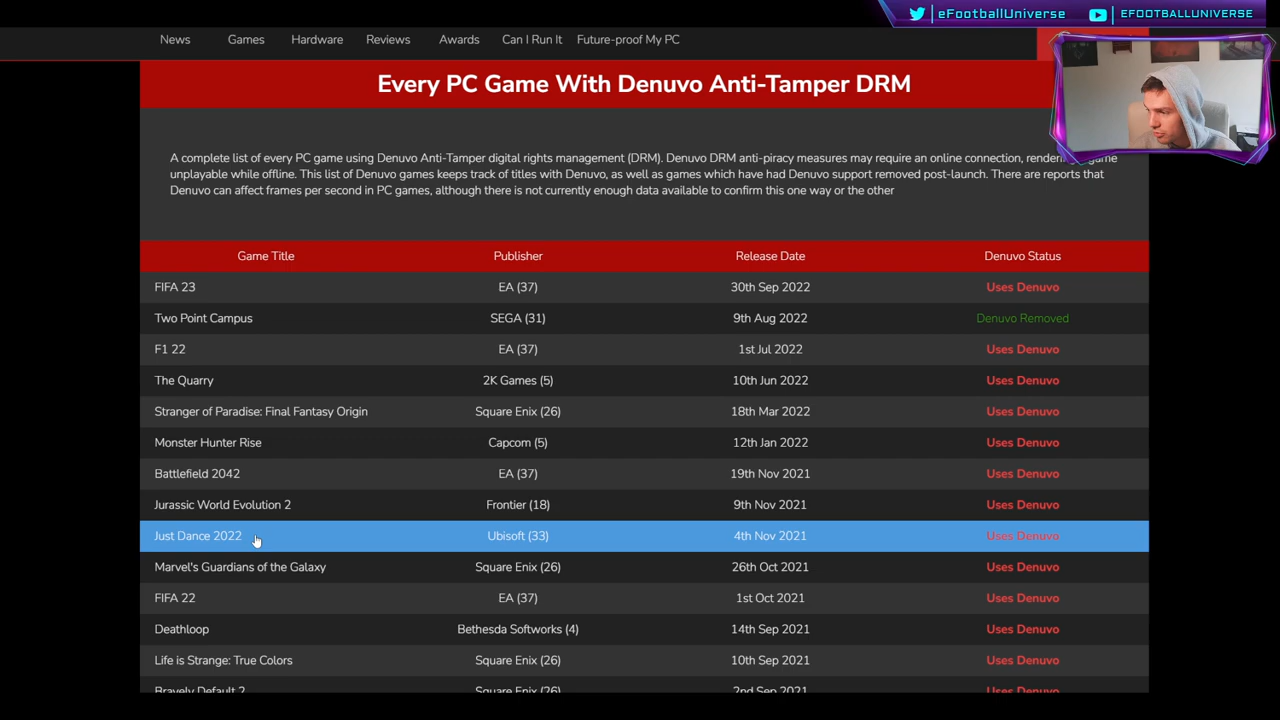 eFootballUniverse EFOOTBALLUNIVERSE
News Games Hardware Reviews Awards Can I Run It Future-proof My PC
Every PC Game With Denuvo Anti-Tamper DRM
A complete list of every PC game using Denuvo Anti-Tamper digital rights management (DRM). Denuvo DRM anti-piracy measures may require an online connection, game
unplayable while offline. This list of Denuvo games keeps track of titles with Denuvo, as well as games which have had Denuvo support removed post-launch. There are reports that
Denuvo can affect frames per second in PC games, although there is not currently enough data available to confirm this one way or the other
Game Title Publisher Release Date Denuvo Status
FIFA 23 EA (37) 30th Sep 2022 Uses Denuvo
Two Point Campus SEGA (31) 9th Aug 2022 Denuvo Removed
F1 22 EA (37) 1st Jul 2022 Uses Denuvo
The Quarry 2K Games (5) 10th Jun 2022 Uses Denuvo
Stranger of Paradise: Final Fantasy Origin Square Enix (26) 18th Mar 2022 Uses Denuvo
Monster Hunter Rise Capcom (5) 12th Jan 2022 Uses Denuvo
Battlefield 2042 EA (37) 19th Nov 2021 Uses Denuvo
Jurassic World Evolution 2 Frontier (18) 9th Nov 2021 Uses Denuvo
Just Dance 2022 Ubisoft (33) 4th Nov 2021 Uses Denuvo
Marvel's Guardians of the Galaxy Square Enix (26) 26th Oct 2021 Uses Denuvo
FIFA 22 EA (37) 1st Oct 2021 Uses Denuvo
Deathloop Bethesda Softworks (4) 14th Sep 2021 Uses Denuvo
Life is Strange: True Colors Square Enix (26) 10th Sep 2021 Uses Denuvo
Bravely Default 2 Square Enix (26) 2nd Sep 2021 Uses Denuvo